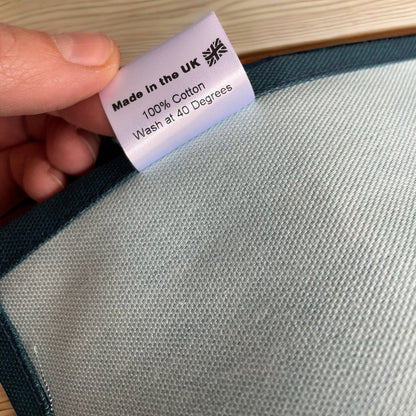 Made in the UK
100% Cotton
Wash at 40 Degrees